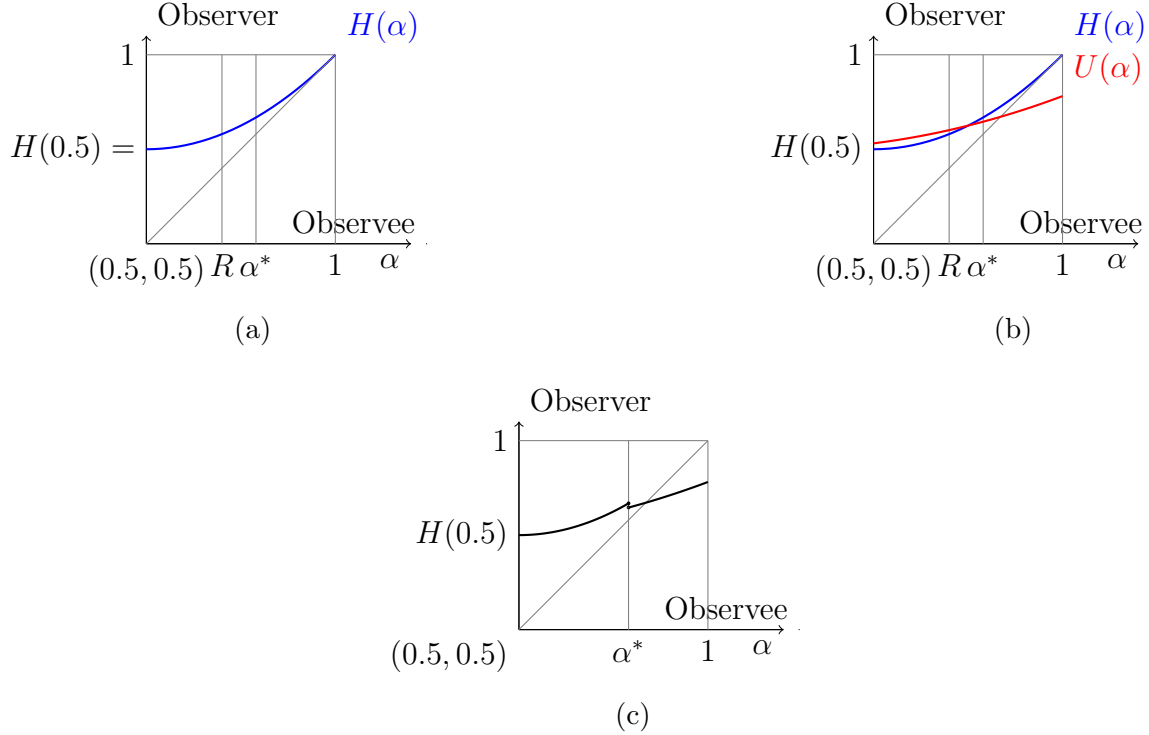 Observer
H(α)
1
H(0.5) =
Observee
(0.5, 0.5) R α* 1 α
(a)
Observer
H(α)
1
U(α)
H(0.5)
Observee
(0.5, 0.5) R α* 1 α
(b)
Observer
1
H(0.5)
Observee
(0.5, 0.5) α* 1 α
(c)